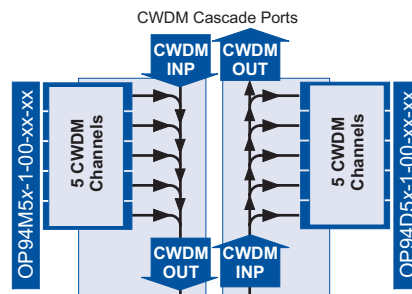 CWDM Cascade Ports
CWDM
INP
CWDM
OUT
OP94M5x-1-00-xx-xx
5 CWDM
Channels
5 CWDM
Channels
OP94D5x-1-00-xx-xx
CWDM
OUT
CWDM
INP